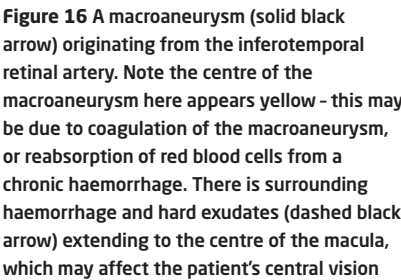 Figure 16 A macroaneurysm (solid black
arrow) originating from the inferotemporal
retinal artery. Note the centre of the
macroaneurysm here appears yellow – this may
be due to coagulation of the macroaneurysm,
or reabsorption of red blood cells from a
chronic haemorrhage. There is surrounding
haemorrhage and hard exudates (dashed black
arrow) extending to the centre of the macula,
which may affect the patient's central vision